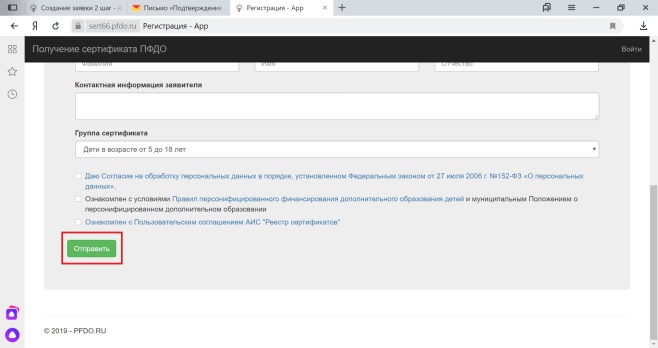 Создание заявки 2 шаг - A
Письмо «Подтверждение
Регистрация - App
sert66.pfdo.ru Регистрация - App
Получение сертификата ПФДО
Войти
Фамилия
Имя
Отчество
Контактная информация заявителя
Группа сертификата
Дети в возрасте от 5 до 18 лет
Даю Согласие на обработку персональных данных в порядке, установленном Федеральным законом от 27 июля 2006 г. №152-ФЗ «О персональных
данных».
Ознакомлен с условиями Правил персонифицированного финансирования дополнительного образования детей и муниципальным Положением о
персонифицированном дополнительном образовании
Ознакомлен с Пользовательским соглашением АИС "Реестр сертификатов"
Отправить
© 2019 - PFDO.RU